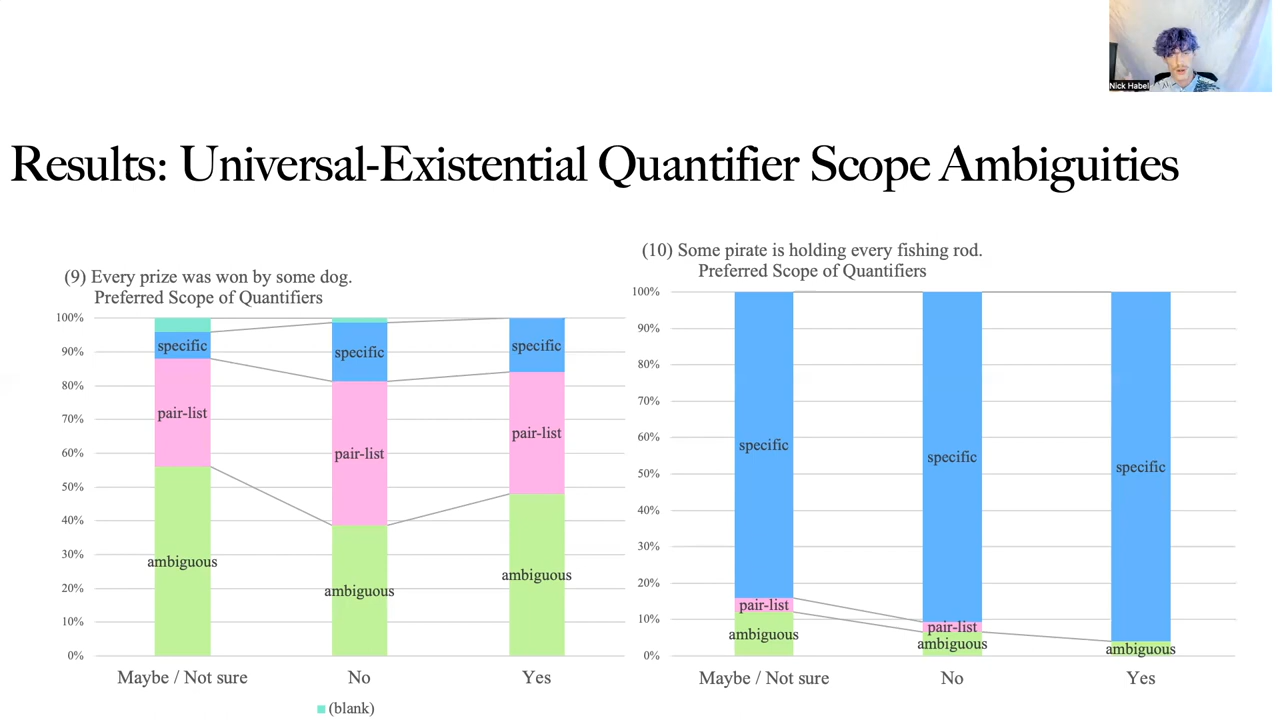 Nick Habel
Results: Universal-Existential Quantifier Scope Ambiguities
(9) Every prize was won by some dog.
Preferred Scope of Quantifiers
100%
90%
80%
70%
60%
50%
40%
30%
20%
10%
0%
specific
pair-list
ambiguous
specific
pair-list
ambiguous
specific
pair-list
ambiguous
Maybe / Not sure
No
Yes
(blank)
(10) Some pirate is holding every fishing rod.
Preferred Scope of Quantifiers
100%
90%
80%
70%
60%
50%
40%
30%
20%
10%
0%
specific
pair-list
ambiguous
specific
pair-list
ambiguous
specific
ambiguous
Maybe / Not sure
No
Yes